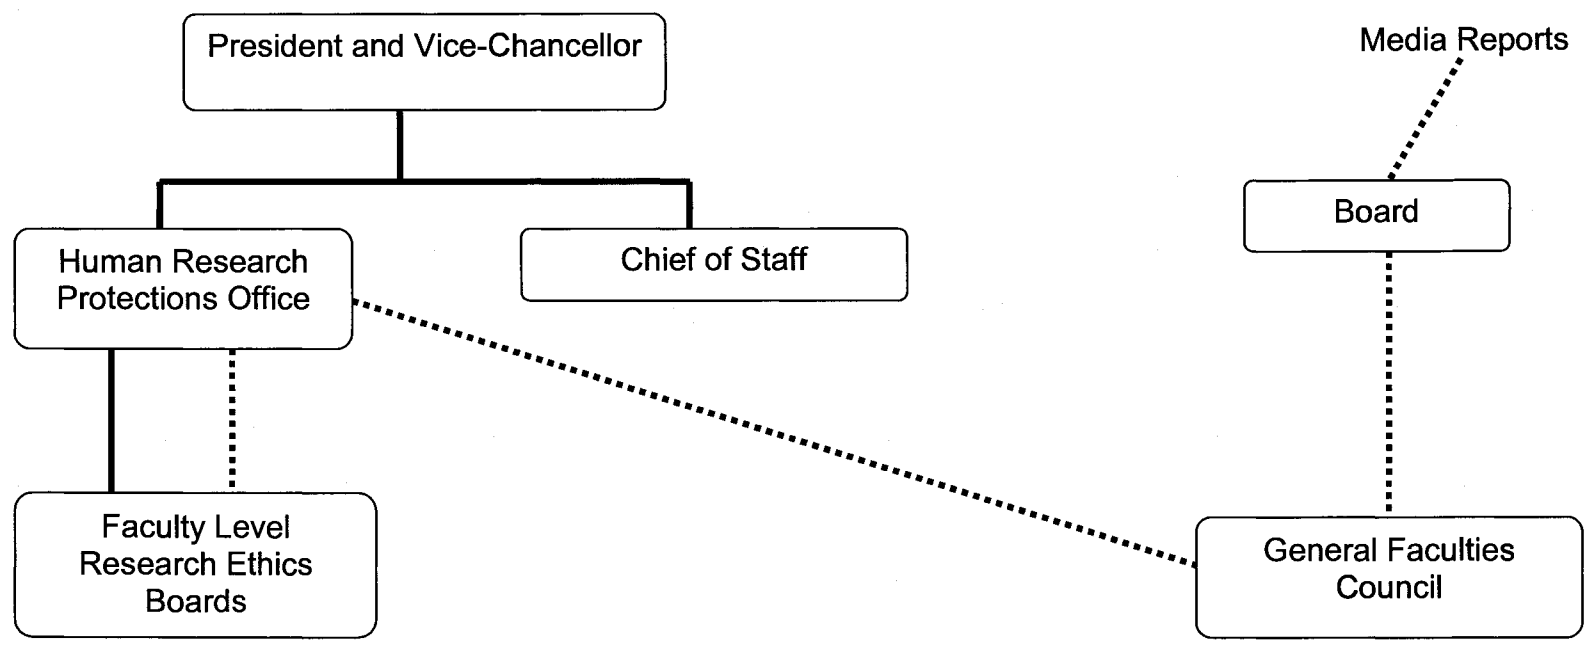 President and Vice-Chancellor
Media Reports
Board
Human Research
Protections Office
Chief of Staff
Faculty Level
Research Ethics
Boards
General Faculties
Council